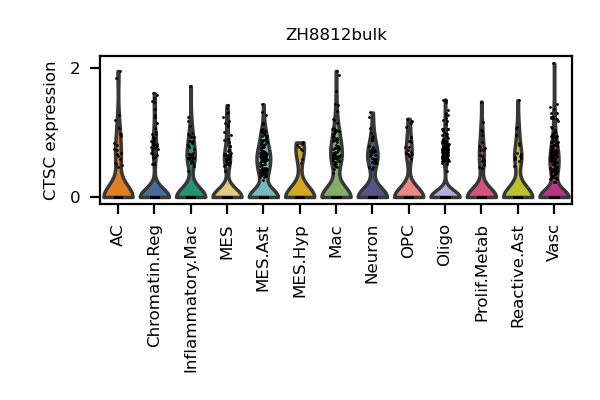 ZH8812bulk
CTSC expression
2
0
AC
Chromatin.Reg
Inflammatory.Mac
MES
MES.Ast
MES.Hyp
Mac
Neuron
OPC
Oligo
Prolif.Metab
Reactive.Ast
Vasc